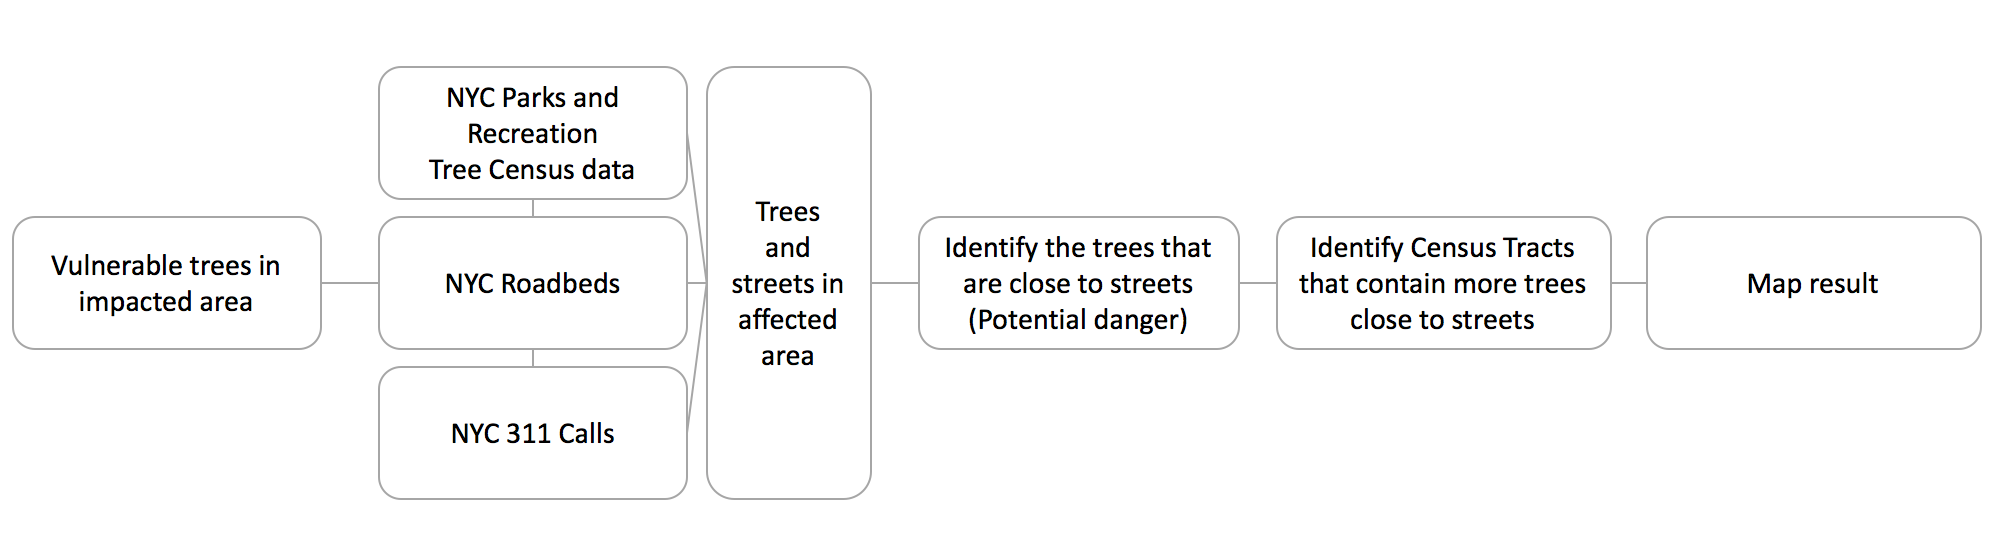 Vulnerable trees in
impacted area
NYC Parks and
Recreation
Tree Census data
NYC Roadbeds
NYC 311 Calls
Trees
and
streets in
affected
area
Identify the trees that
are close to streets
(Potential danger)
Identify Census Tracts
that contain more trees
close to streets
Map result